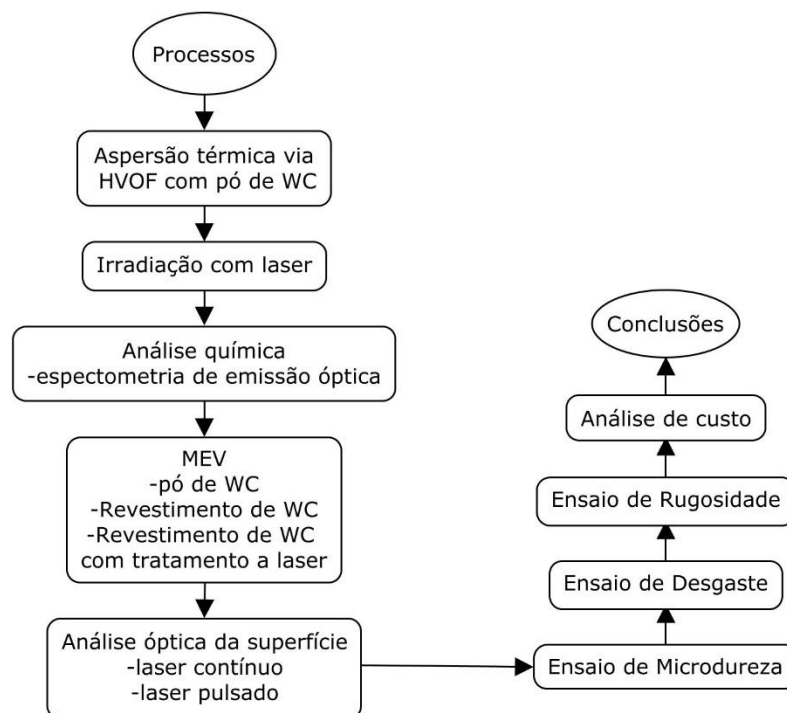 Processos
Aspersão térmica via
HVOF com pó de WC
Irradiação com laser
Análise química
-espectometria de emissão óptica
MEV
-pó de WC
-Revestimento de WC
-Revestimento de WC
com tratamento a laser
Análise óptica da superfície
-laser contínuo
-laser pulsado
Ensaio de Microdureza
Ensaio de Desgaste
Ensaio de Rugosidade
Análise de custo
Conclusões